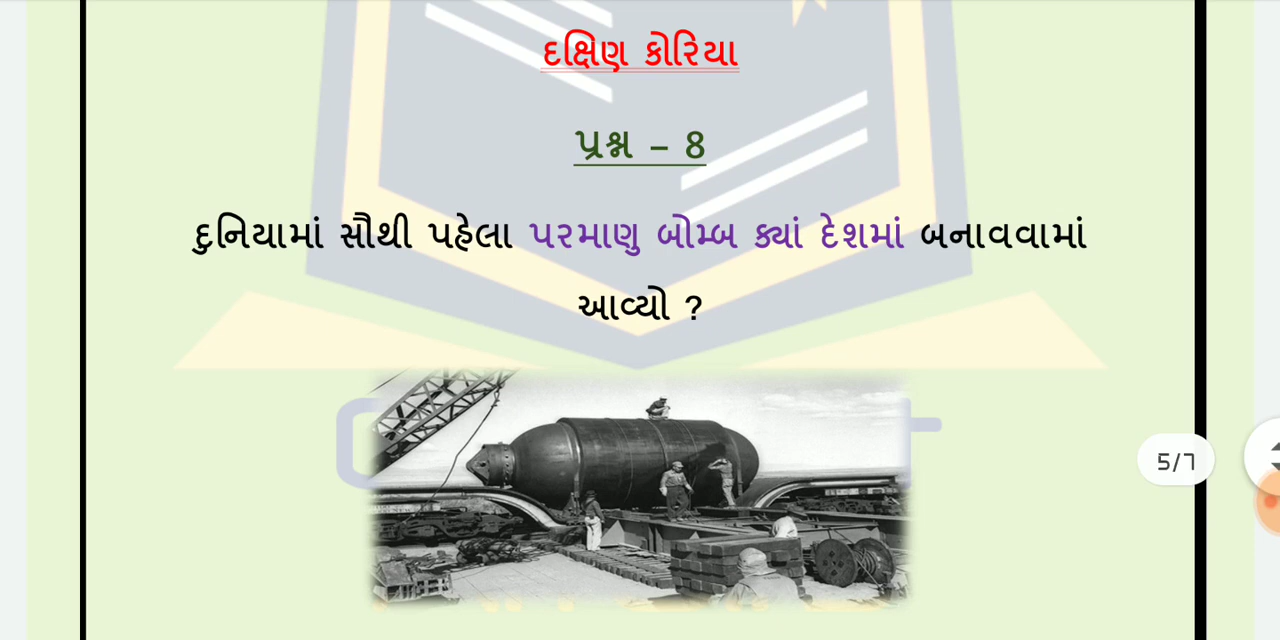 દક્ષિણ કોરિયા
પ્રશ્ન – 8
દુનિયામાં સૌથી પહેલા પરમાણુ બોમ્બ ક્યાં દેશમાં બનાવવામાં
આવ્યો ?
5/7